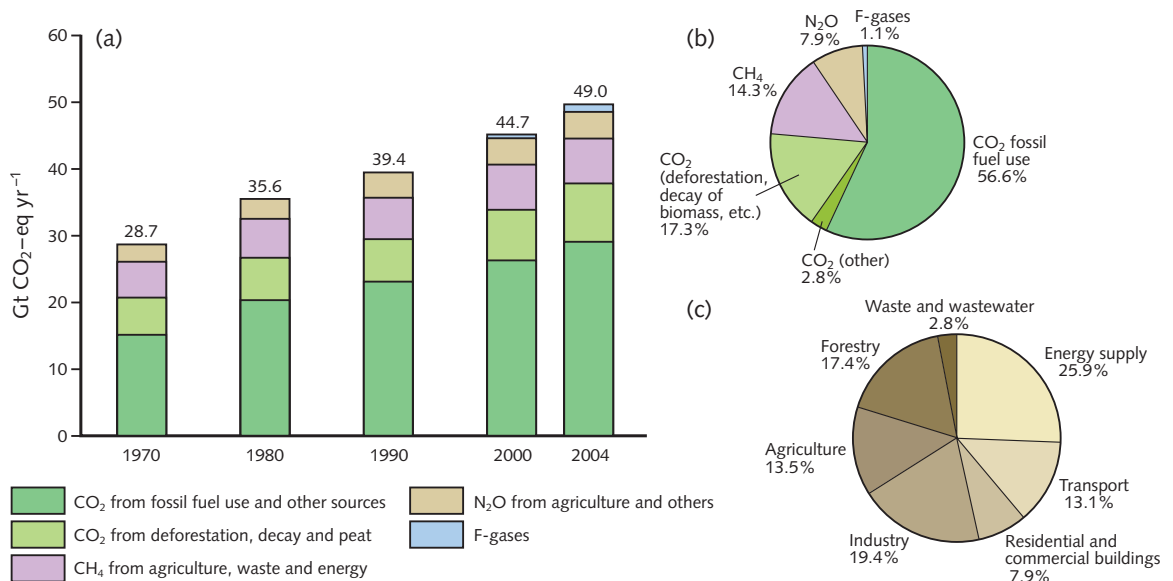 (a)
Gt CO₂–eq yr⁻¹
60
50
40
30
20
10
0
28.7
35.6
39.4
44.7
49.0
1970
1980
1990
2000
2004
CO₂ from fossil fuel use and other sources
CO₂ from deforestation, decay and peat
CH₄ from agriculture, waste and energy
N₂O from agriculture and others
F-gases
(b)
F-gases
1.1%
N₂O
7.9%
CH₄
14.3%
CO₂
(deforestation,
decay of
biomass, etc.)
17.3%
CO₂ (other)
2.8%
CO₂ fossil
fuel use
56.6%
(c)
Waste and wastewater
2.8%
Forestry
17.4%
Agriculture
13.5%
Industry
19.4%
Energy supply
25.9%
Transport
13.1%
Residential and
commercial buildings
7.9%